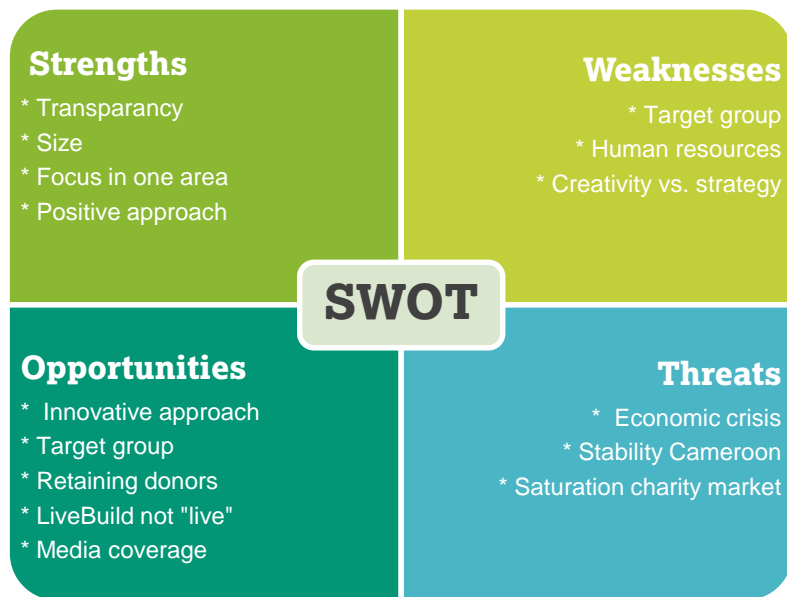 Strengths
* Transparancy
* Size
* Focus in one area
* Positive approach
Weaknesses
* Target group
* Human resources
* Creativity vs. strategy
SWOT
Opportunities
* Innovative approach
* Target group
* Retaining donors
* LiveBuild not "live"
* Media coverage
Threats
* Economic crisis
* Stability Cameroon
* Saturation charity market